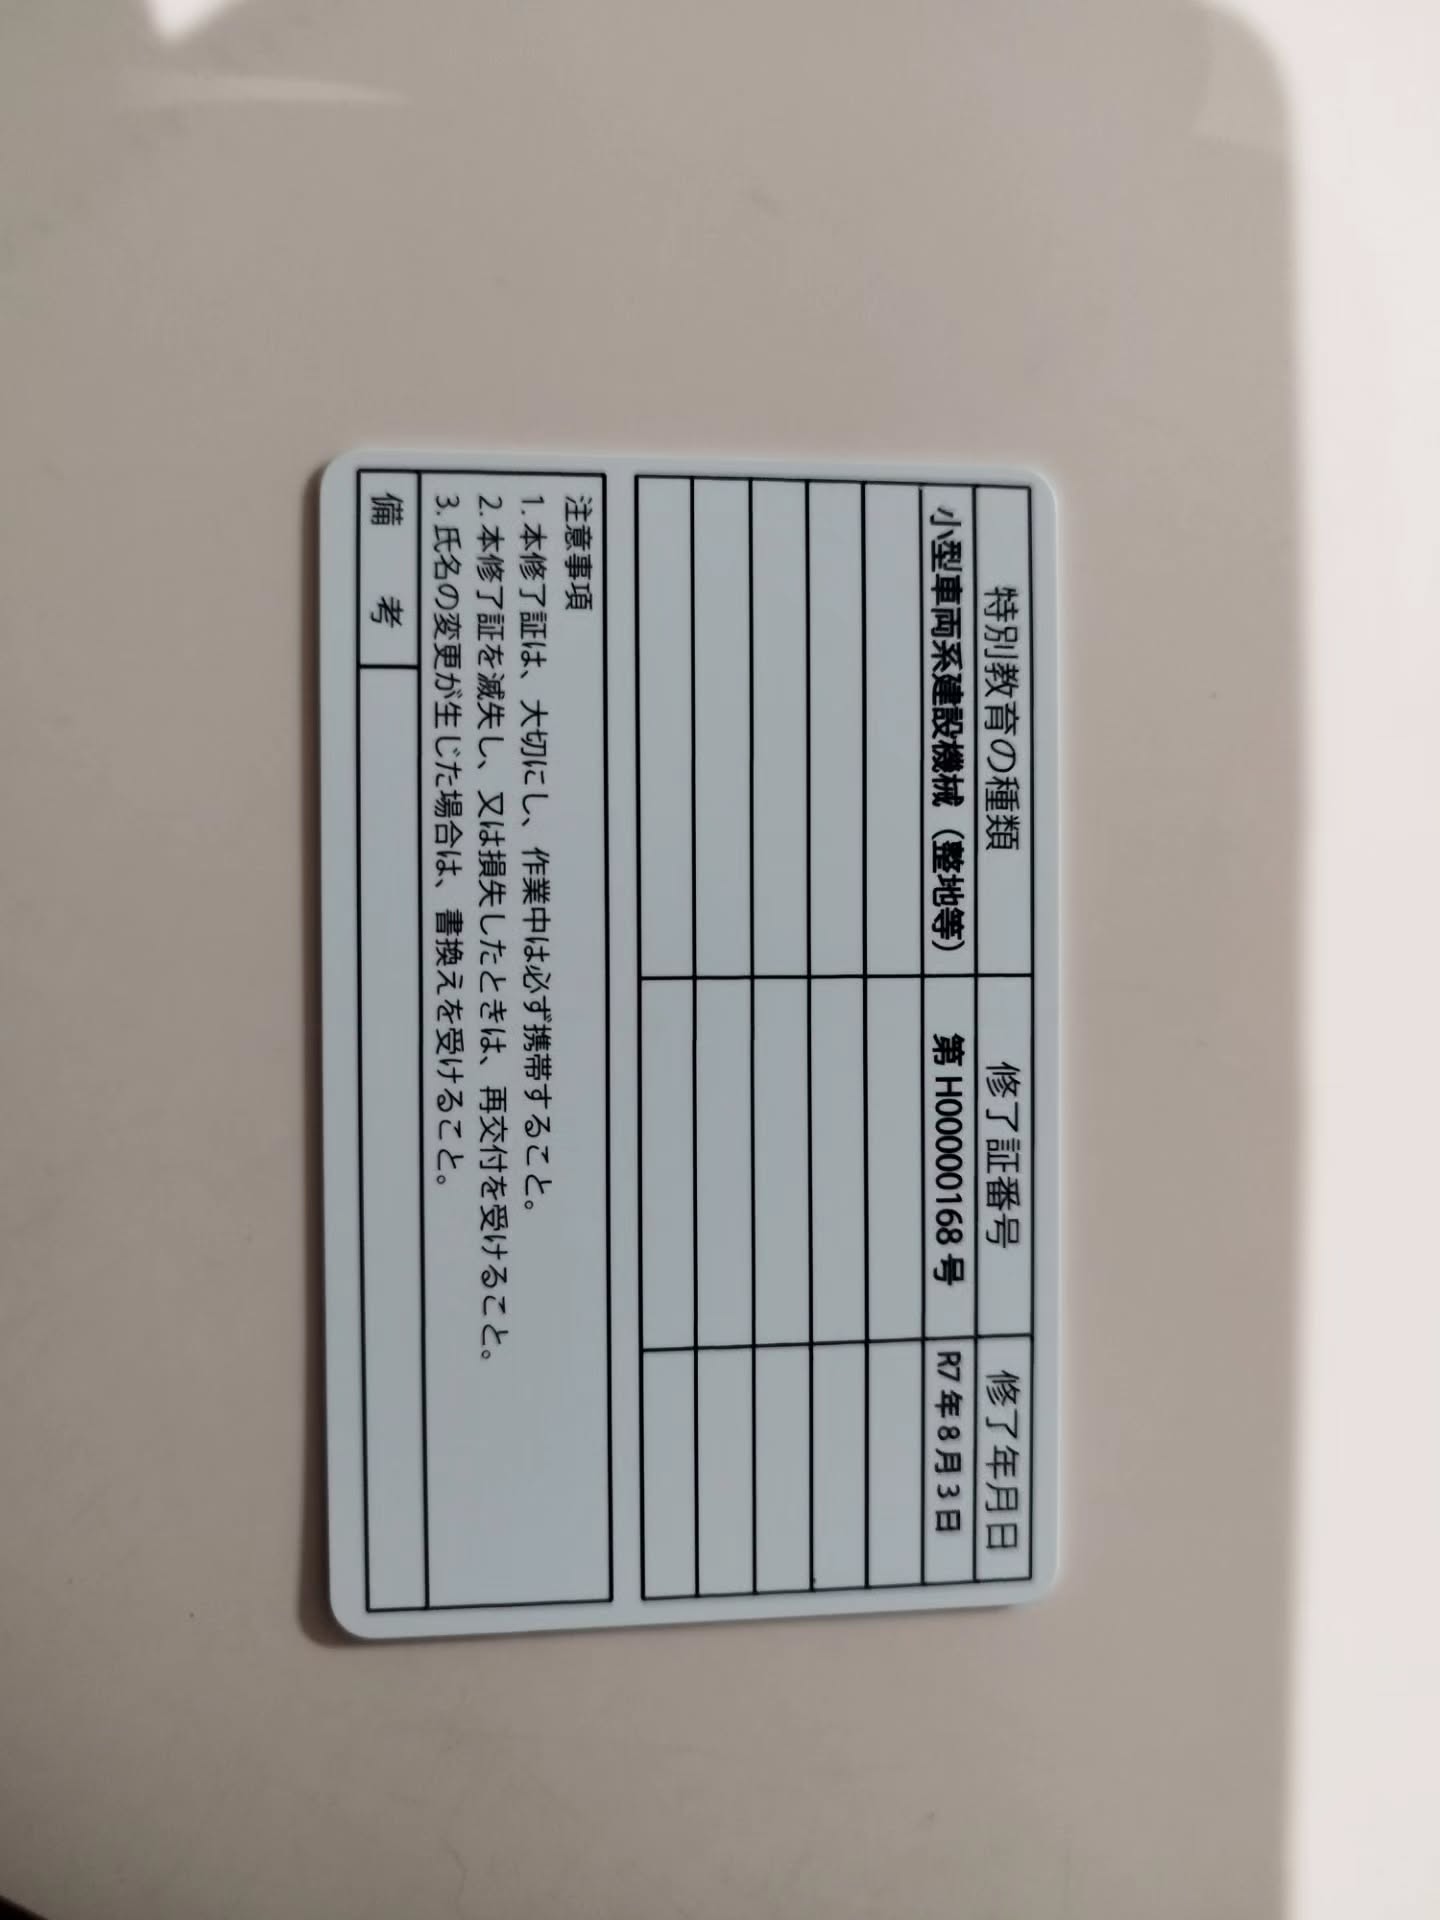 特別教育の種類 修了証番号 修了年月日
小型車両系建設機械（整地等） 第 H00000168 号 R7 年 8 月 3 日
注意事項
1. 本修了証は、大切にし、作業中は必ず携帯すること。
2. 本修了証を滅失し、又は損失したときは、再交付を受けること。
3. 氏名の変更が生じた場合は、書換えを受けること。
備 考